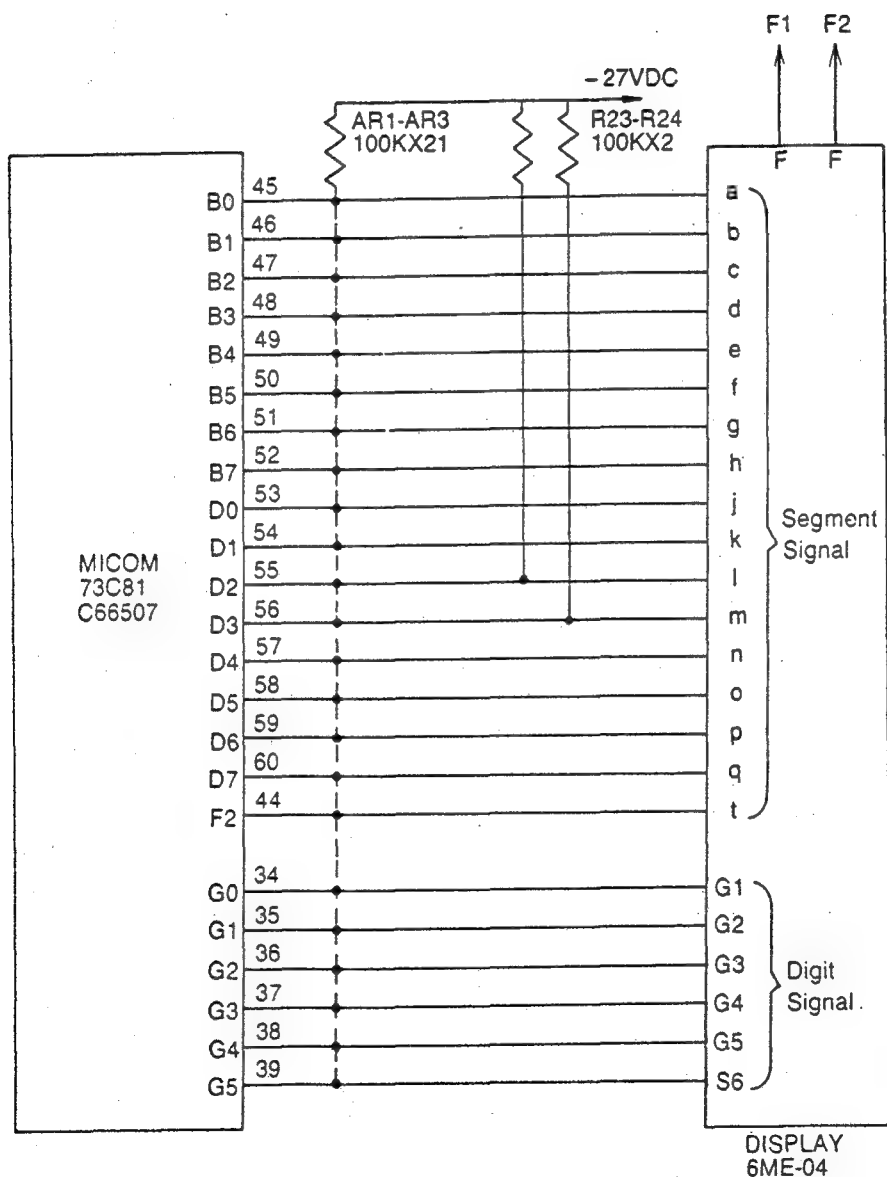 F1 F2
-27VDC
AR1-AR3
100KX21
R23-R24
100KX2
F F
B0 45 a
B1 46 b
B2 47 c
B3 48 d
B4 49 e
B5 50 f
B6 51 g
B7 52 h
D0 53 j
D1 54 k
D2 55 l
D3 56 m
D4 57 n
D5 58 o
D6 59 p
D7 60 q
F2 44 t
MICOM
73C81
C66507
Segment
Signal
G0 34 G1
G1 35 G2
G2 36 G3
G3 37 G4
G4 38 G5
G5 39 S6
Digit
Signal.
DISPLAY
6ME-04